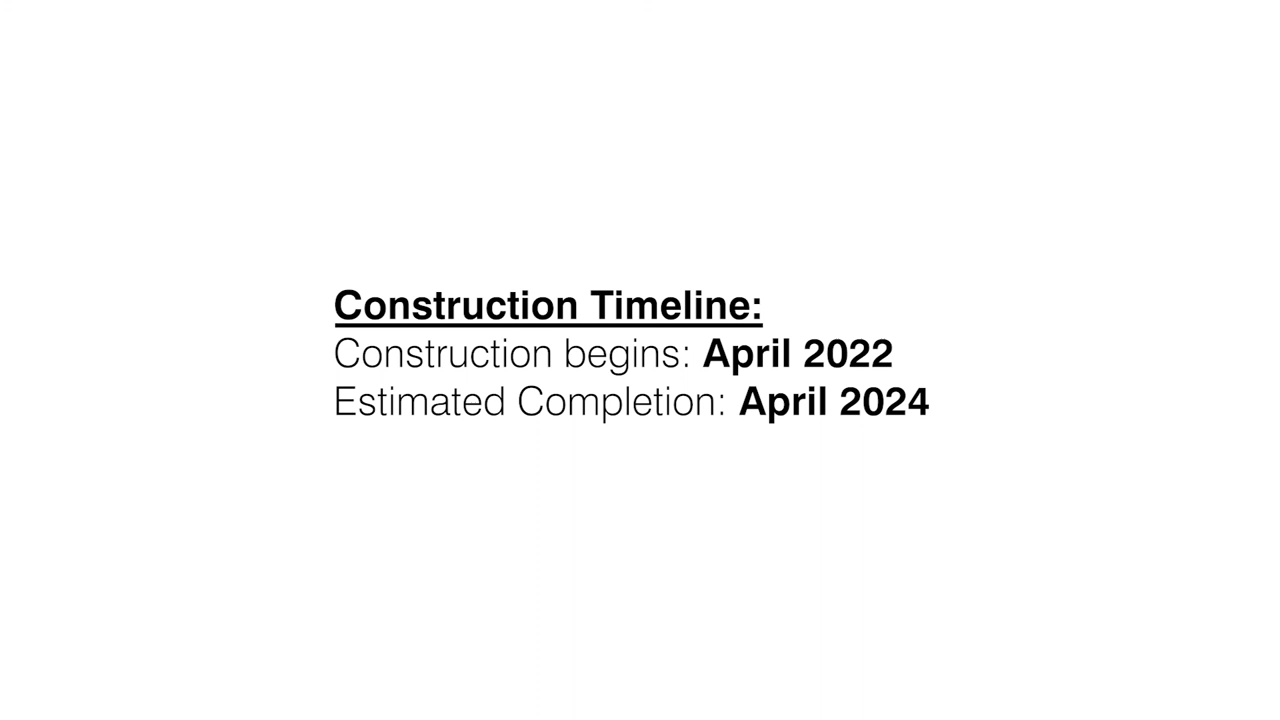 Construction Timeline:
Construction begins: April 2022
Estimated Completion: April 2024